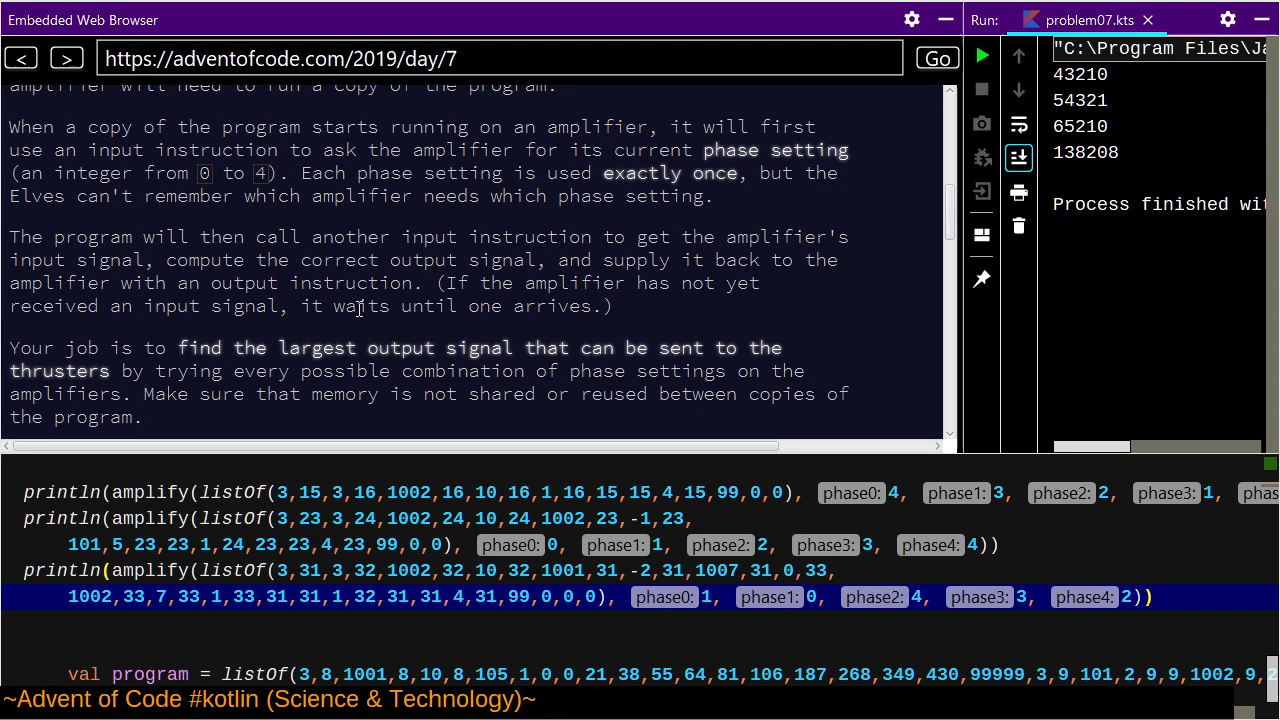 Embedded Web Browser
Run: problem07.kts
< > https://adventofcode.com/2019/day/7 Go
amplifier will need to run a copy of the program.
When a copy of the program starts running on an amplifier, it will first
use an input instruction to ask the amplifier for its current phase setting
(an integer from 0 to 4). Each phase setting is used exactly once, but the
Elves can't remember which amplifier needs which phase setting.
The program will then call another input instruction to get the amplifier's
input signal, compute the correct output signal, and supply it back to the
amplifier with an output instruction. (If the amplifier has not yet
received an input signal, it waits until one arrives.)
Your job is to find the largest output signal that can be sent to the
thrusters by trying every possible combination of phase settings on the
amplifiers. Make sure that memory is not shared or reused between copies of
the program.
"C:\Program Files\Ja
43210
54321
65210
138208
Process finished wit
println(amplify(listOf(3,15,3,16,1002,16,10,16,1,16,15,15,4,15,99,0,0), phase0: 4, phase1: 3, phase2: 2, phase3: 1, phas
println(amplify(listOf(3,23,3,24,1002,24,10,24,1002,23,-1,23,
101,5,23,23,1,24,23,23,4,23,99,0,0), phase0: 0, phase1: 1, phase2: 2, phase3: 3, phase4: 4))
println(amplify(listOf(3,31,3,32,1002,32,10,32,1001,31,-2,31,1007,31,0,33,
1002,33,7,33,1,33,31,31,1,32,31,31,4,31,99,0,0,0), phase0: 1, phase1: 0, phase2: 4, phase3: 3, phase4: 2))
val program = listOf(3,8,1001,8,10,8,105,1,0,0,21,38,55,64,81,106,187,268,349,430,99999,3,9,101,2,9,9,1002,9,2
~Advent of Code #kotlin (Science & Technology)~